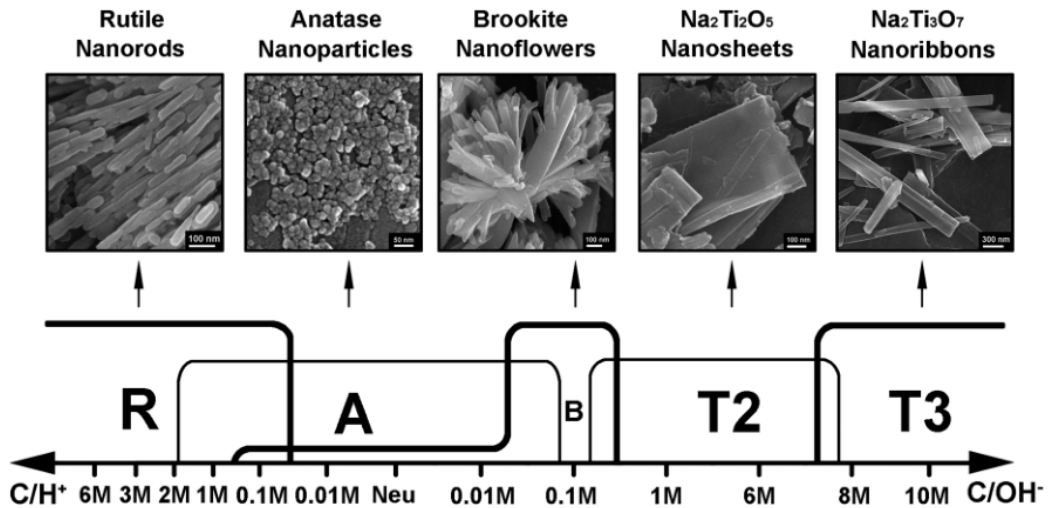 Rutile
Nanorods
Anatase
Nanoparticles
Brookite
Nanoflowers
Na₂Ti₂O₅
Nanosheets
Na₂Ti₃O₇
Nanoribbons
100 nm
50 nm
100 nm
100 nm
300 nm
R
A
B
T2
T3
C/H⁺ 6M 3M 2M 1M 0.1M 0.01M Neu 0.01M 0.1M 1M 6M 8M 10M C/OH⁻